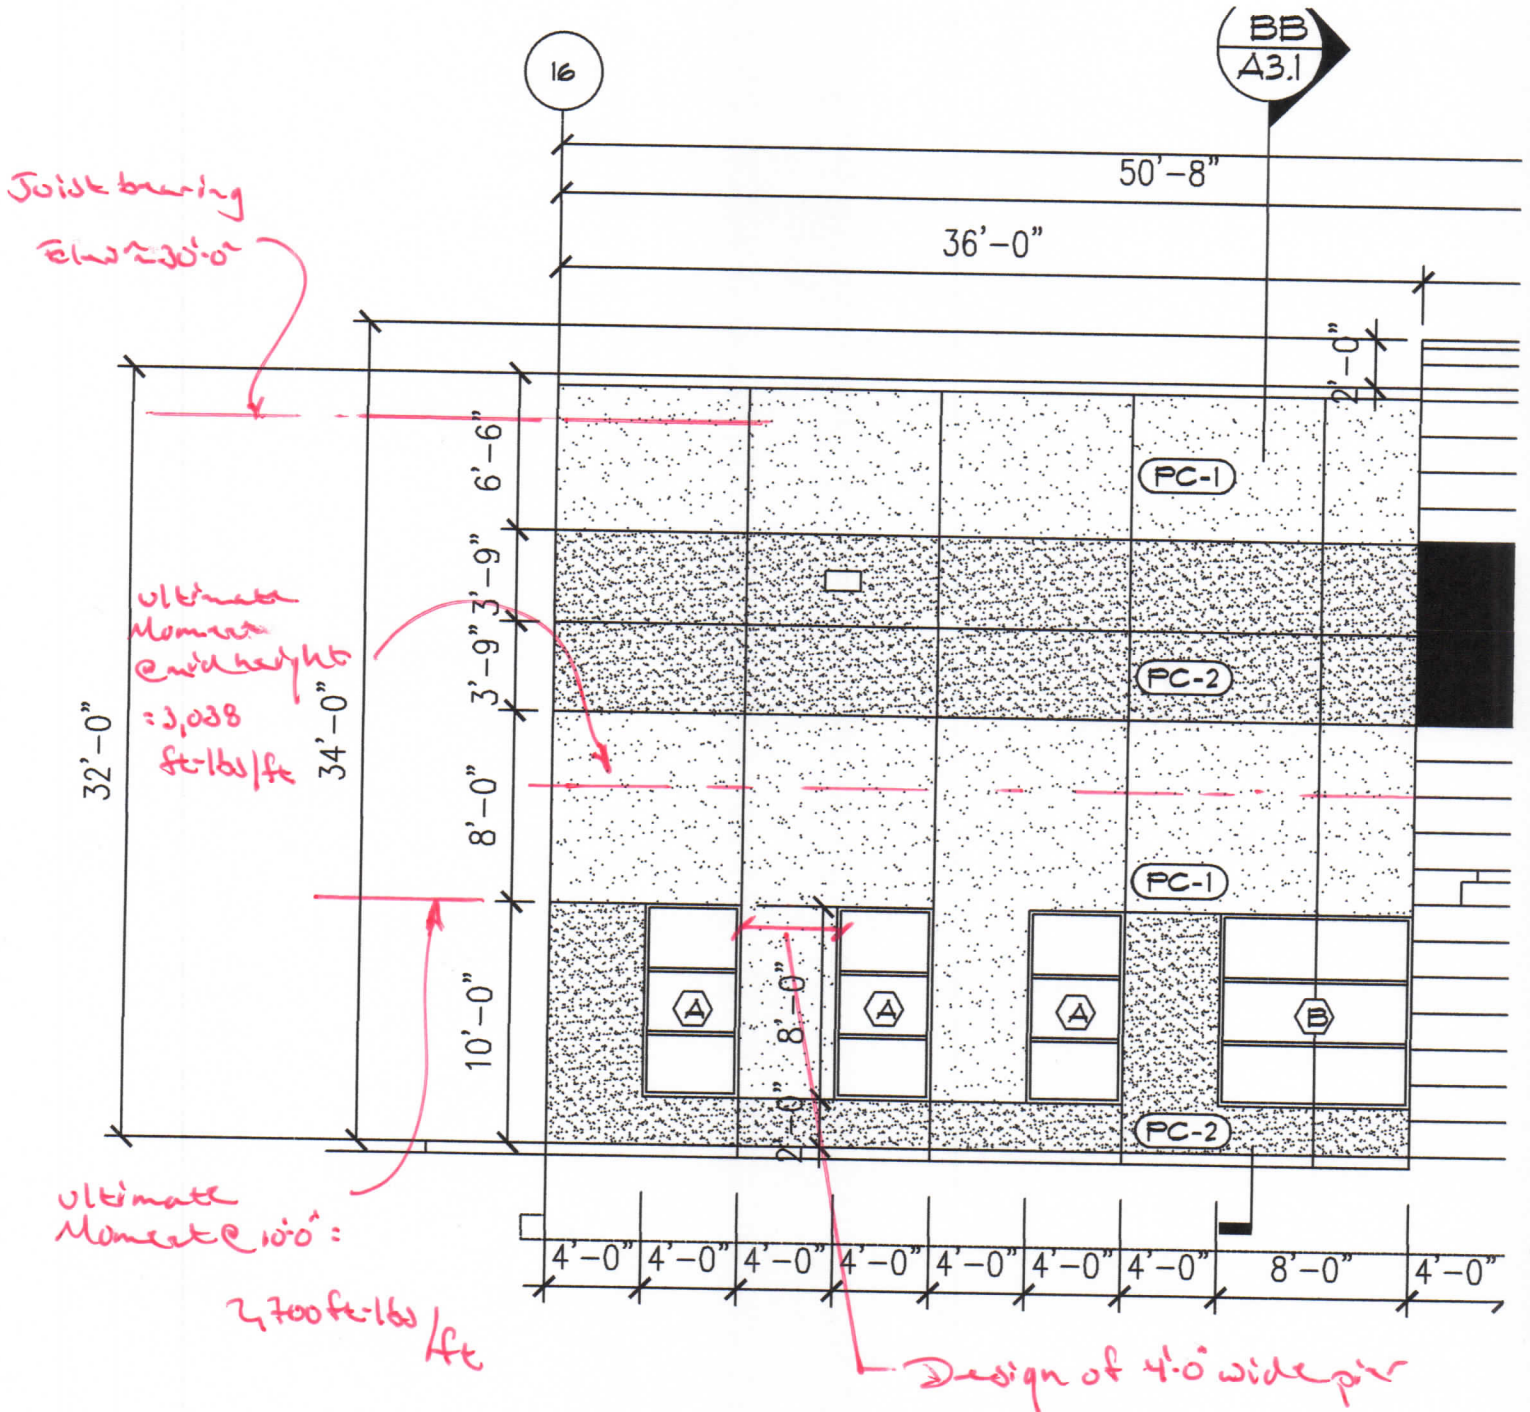 16
BB
A3.1
50'-8"
36'-0"
Joist bearing
Elev ≈ 30'-0"
2'-0"
6'-6"
PC-1
3'-9"
ultimate
Moment
@ mid height
= 3,038
ft-lbs/ft
3'-9"
PC-2
32'-0"
34'-0"
8'-0"
PC-1
10'-0"
A
8'-0"
A
A
B
2'-0"
PC-2
ultimate
Moment @ 10'-0" =
2,700 ft-lbs/ft
4'-0" 4'-0" 4'-0" 4'-0" 4'-0" 4'-0" 4'-0" 8'-0" 4'-0"
Design of 4'-0" wide pier